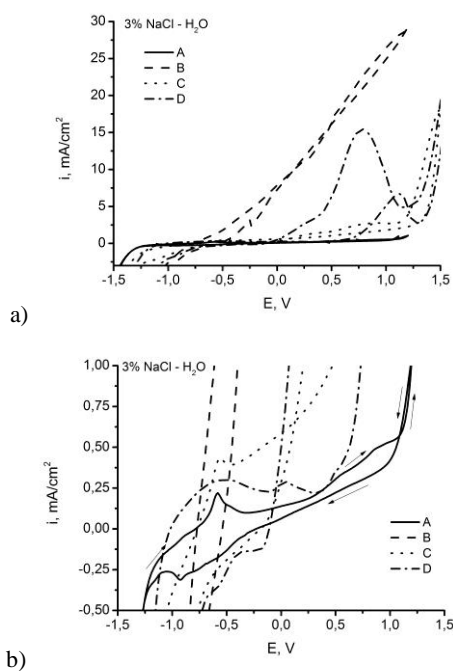 3% NaCl - H₂O
A
B
C
D
i, mA/cm²
30
25
20
15
10
5
0
-1,5 -1,0 -0,5 0,0 0,5 1,0 1,5
E, V
a)
3% NaCl - H₂O
i, mA/cm²
1,00
0,75
0,50
0,25
0,00
-0,25
-0,50
A
B
C
D
-1,5 -1,0 -0,5 0,0 0,5 1,0 1,5
E, V
b)